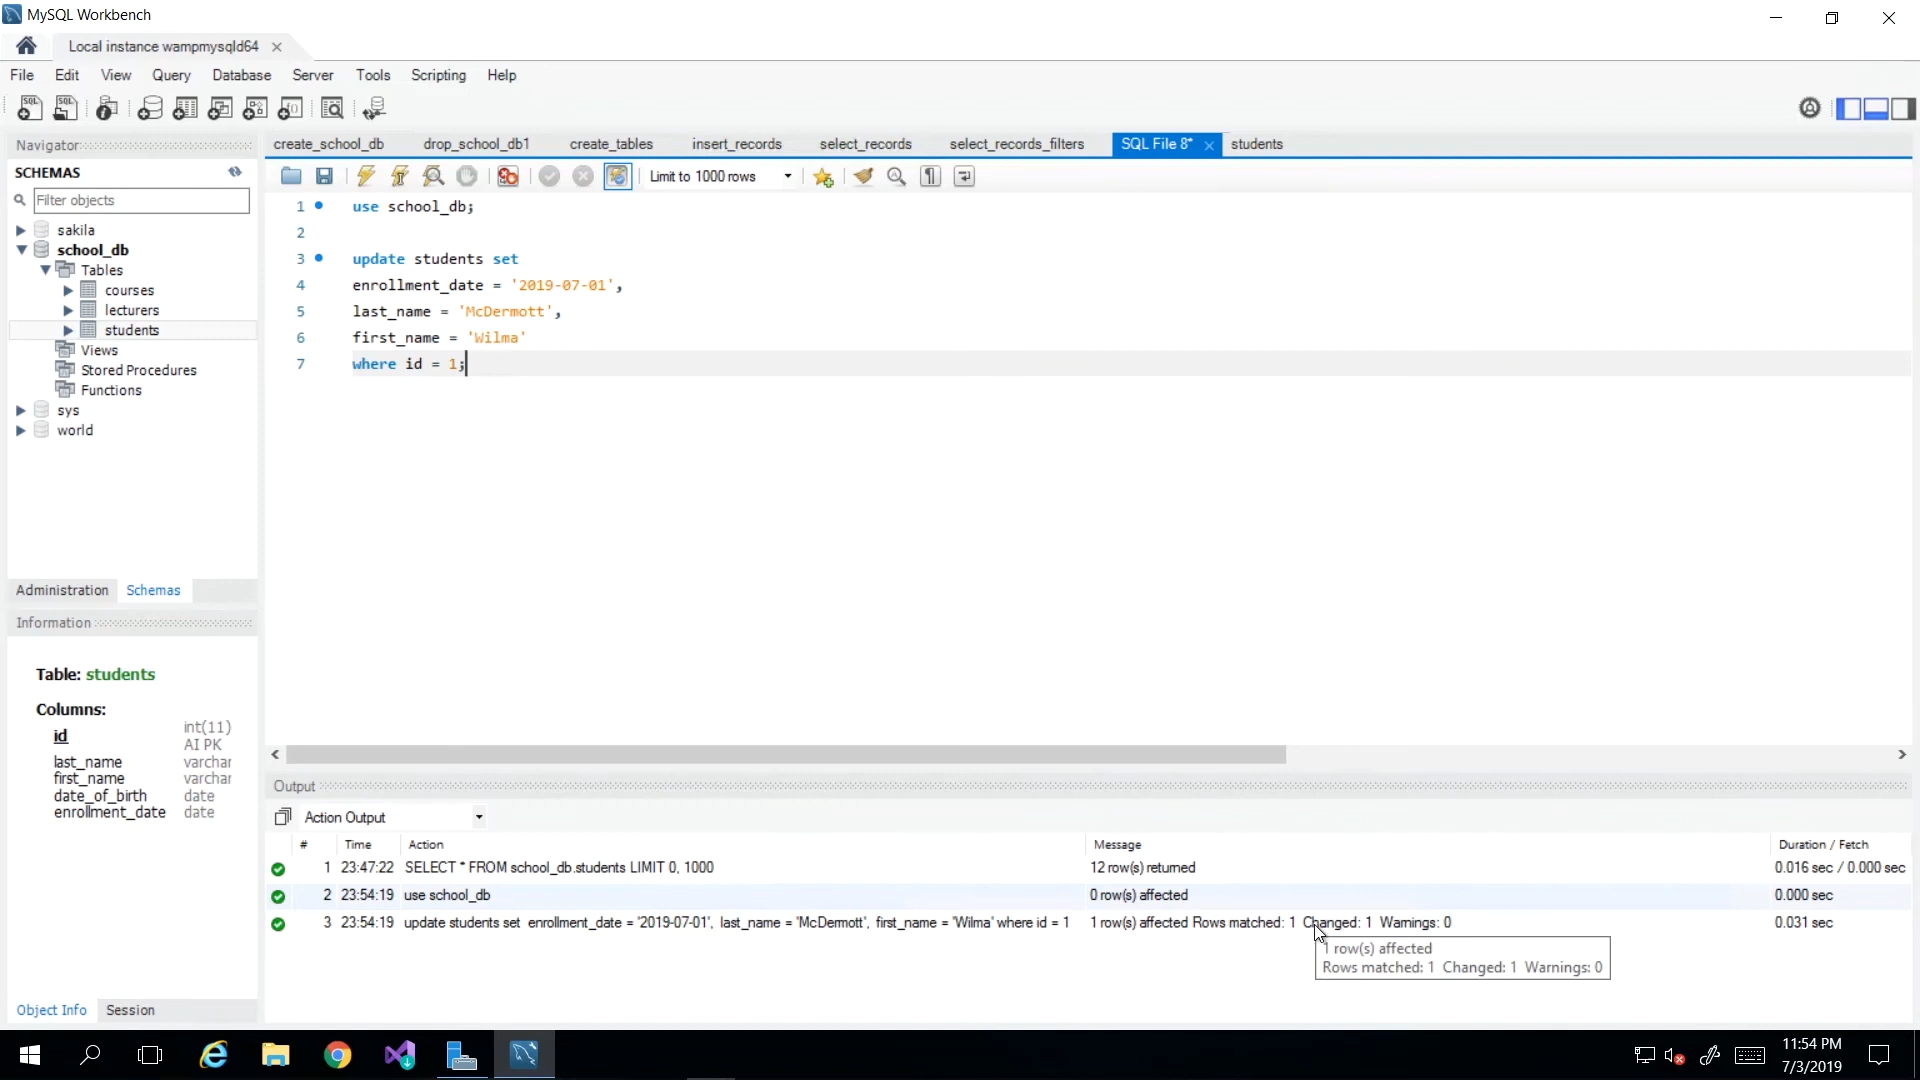 MySQL Workbench
Local instance wampmysqld64
File Edit View Query Database Server Tools Scripting Help
Navigator
SCHEMAS
Filter objects
sakila
school_db
Tables
courses
lecturers
students
Views
Stored Procedures
Functions
sys
world
Administration Schemas
Information
Table: students
Columns:
id int(11)
AI PK
last_name varchar
first_name varchar
date_of_birth date
enrollment_date date
Object Info Session
create_school_db drop_school_db1 create_tables insert_records select_records select_records_filters SQL File 8* students
Limit to 1000 rows
1 use school_db;
2
3 update students set
4 enrollment_date = '2019-07-01',
5 last_name = 'McDermott',
6 first_name = 'Wilma'
7 where id = 1;
Output
Action Output
# Time Action Message Duration / Fetch
1 23:47:22 SELECT * FROM school_db.students LIMIT 0, 1000 12 row(s) returned 0.016 sec / 0.000 sec
2 23:54:19 use school_db 0 row(s) affected 0.000 sec
3 23:54:19 update students set enrollment_date = '2019-07-01', last_name = 'McDermott', first_name = 'Wilma' where id = 1 1 row(s) affected Rows matched: 1 Changed: 1 Warnings: 0 0.031 sec
1 row(s) affected
Rows matched: 1 Changed: 1 Warnings: 0
11:54 PM
7/3/2019